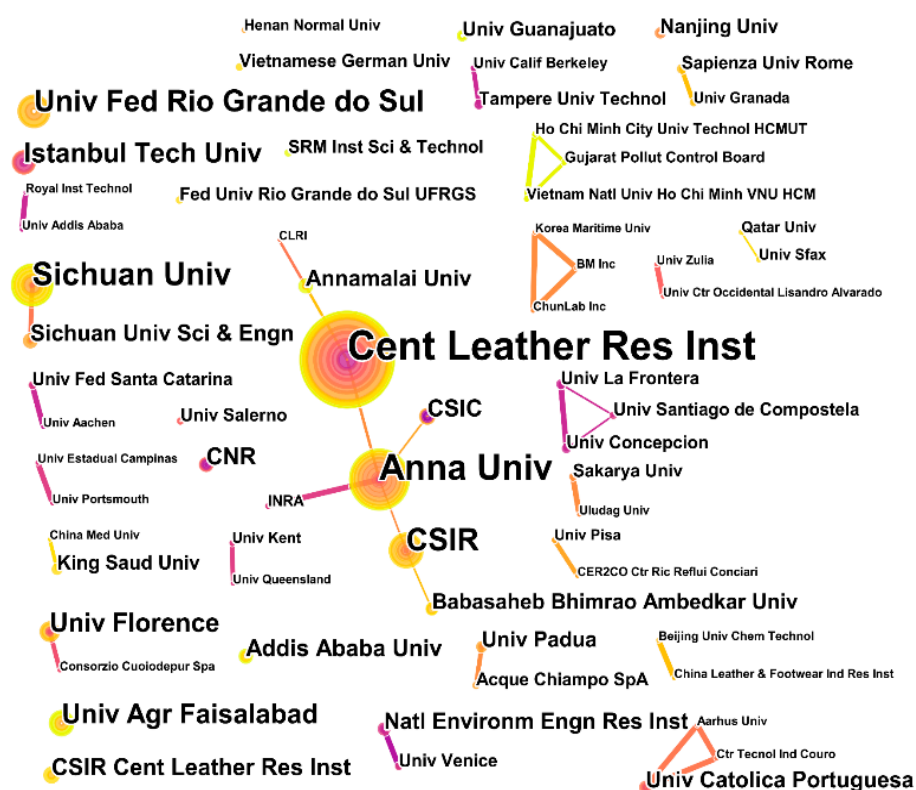 Henan Normal Univ
Univ Guanajuato
Nanjing Univ
Vietnamese German Univ
Univ Calif Berkeley
Sapienza Univ Rome
Univ Fed Rio Grande do Sul
Tampere Univ Technol
Univ Granada
Ho Chi Minh City Univ Technol HCMUT
Istanbul Tech Univ
SRM Inst Sci & Technol
Gujarat Pollut Control Board
Royal Inst Technol
Fed Univ Rio Grande do Sul UFRGS
Vietnam Natl Univ Ho Chi Minh VNU HCM
Univ Addis Ababa
CLRI
Korea Maritime Univ
Qatar Univ
Univ Sfax
Sichuan Univ
Annamalai Univ
BM Inc
Univ Zulia
ChunLab Inc
Univ Ctr Occidental Lisandro Alvarado
Sichuan Univ Sci & Engn
Cent Leather Res Inst
Univ Fed Santa Catarina
Univ La Frontera
Univ Aachen
Univ Salerno
CSIC
Univ Santiago de Compostela
Univ Concepcion
Univ Estadual Campinas
CNR
Anna Univ
Sakarya Univ
Univ Portsmouth
INRA
Uludag Univ
China Med Univ
Univ Kent
CSIR
Univ Pisa
King Saud Univ
Univ Queensland
CER2CO Ctr Ric Reflui Conciari
Babasaheb Bhimrao Ambedkar Univ
Univ Florence
Addis Ababa Univ
Univ Padua
Beijing Univ Chem Technol
Consorzio Cuoiodepur Spa
Acque Chiampo SpA
China Leather & Footwear Ind Res Inst
Univ Agr Faisalabad
Natl Environm Engn Res Inst
Aarhus Univ
CSIR Cent Leather Res Inst
Univ Venice
Ctr Tecnol Ind Couro
Univ Catolica Portuguesa